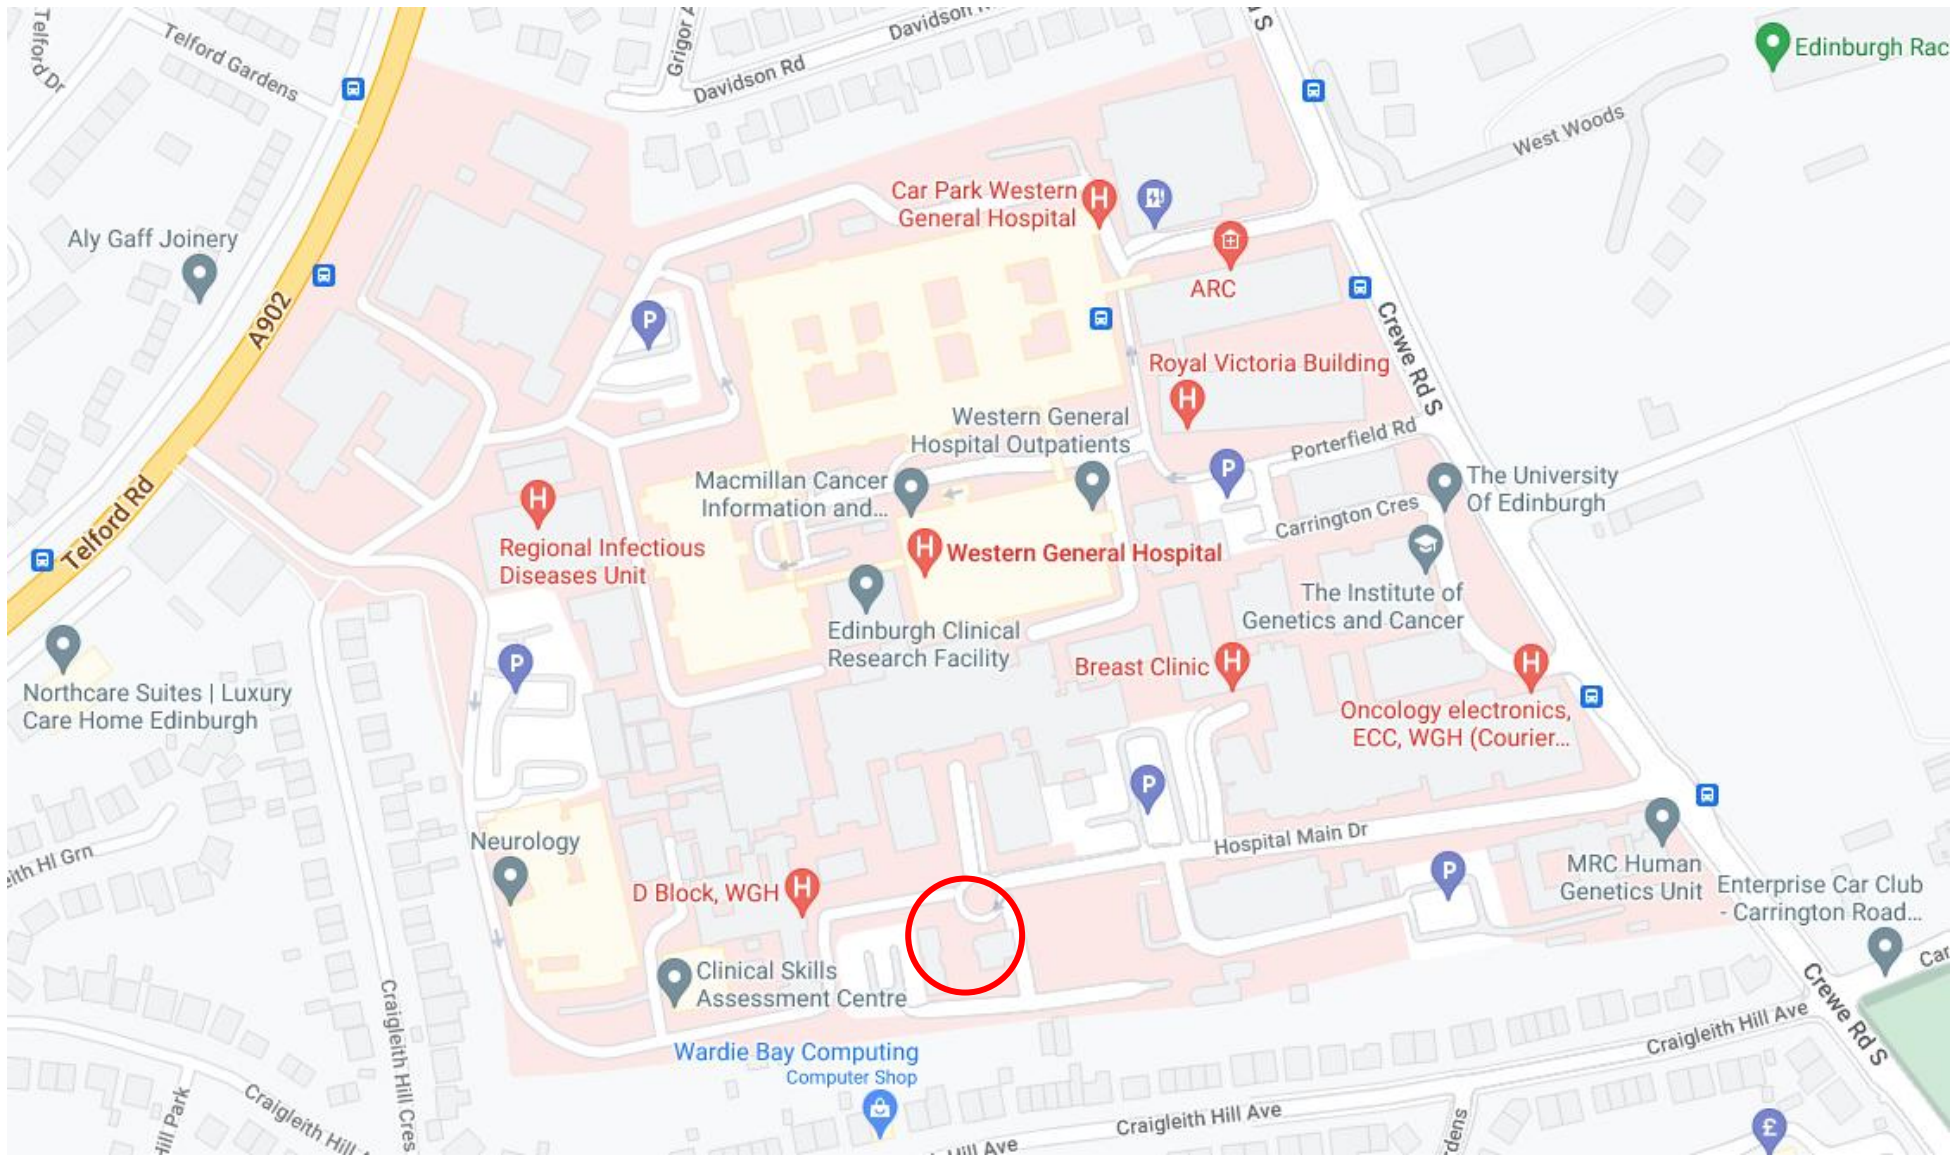 Telford Dr
Telford Gardens
Grigor A
Davidson R
Davidson Rd
d S
Edinburgh Rac
West Woods
Car Park Western
General Hospital
Aly Gaff Joinery
ARC
A902
Crewe Rd S
Royal Victoria Building
Western General
Hospital Outpatients
Porterfield Rd
Macmillan Cancer
Information and...
The University
Of Edinburgh
Carrington Cres
Telford Rd
Regional Infectious
Diseases Unit
Western General Hospital
The Institute of
Genetics and Cancer
Edinburgh Clinical
Research Facility
Breast Clinic
Northcare Suites | Luxury
Care Home Edinburgh
Oncology electronics,
ECC, WGH (Courier...
Neurology
Hospital Main Dr
eith Hl Grn
D Block, WGH
MRC Human
Genetics Unit
Enterprise Car Club
- Carrington Road...
Car
Clinical Skills
Assessment Centre
Craigleith Hill Cres
Crewe Rd S
Craigleith Hill Ave
Wardie Bay Computing
Computer Shop
Hill Park
Craigleith Hill
Craigleith Hill Ave
Hill Ave
dens